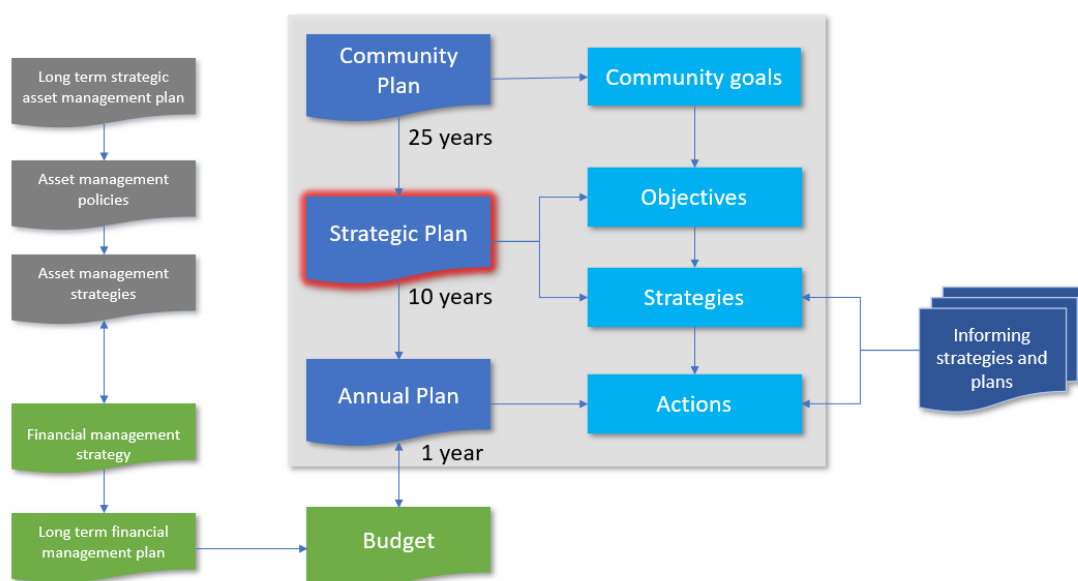 Long term strategic
asset management plan
Asset management
policies
Asset management
strategies
Financial management
strategy
Long term financial
management plan
Community
Plan
25 years
Strategic Plan
10 years
Annual Plan
1 year
Budget
Community goals
Objectives
Strategies
Actions
Informing
strategies and
plans